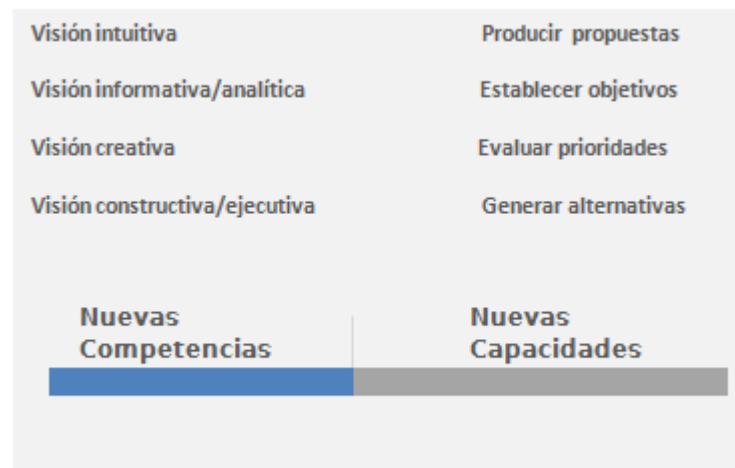 Visión intuitiva
Producir propuestas
Visión informativa/analítica
Establecer objetivos
Visión creativa
Evaluar prioridades
Visión constructiva/ejecutiva
Generar alternativas
Nuevas
Competencias
Nuevas
Capacidades